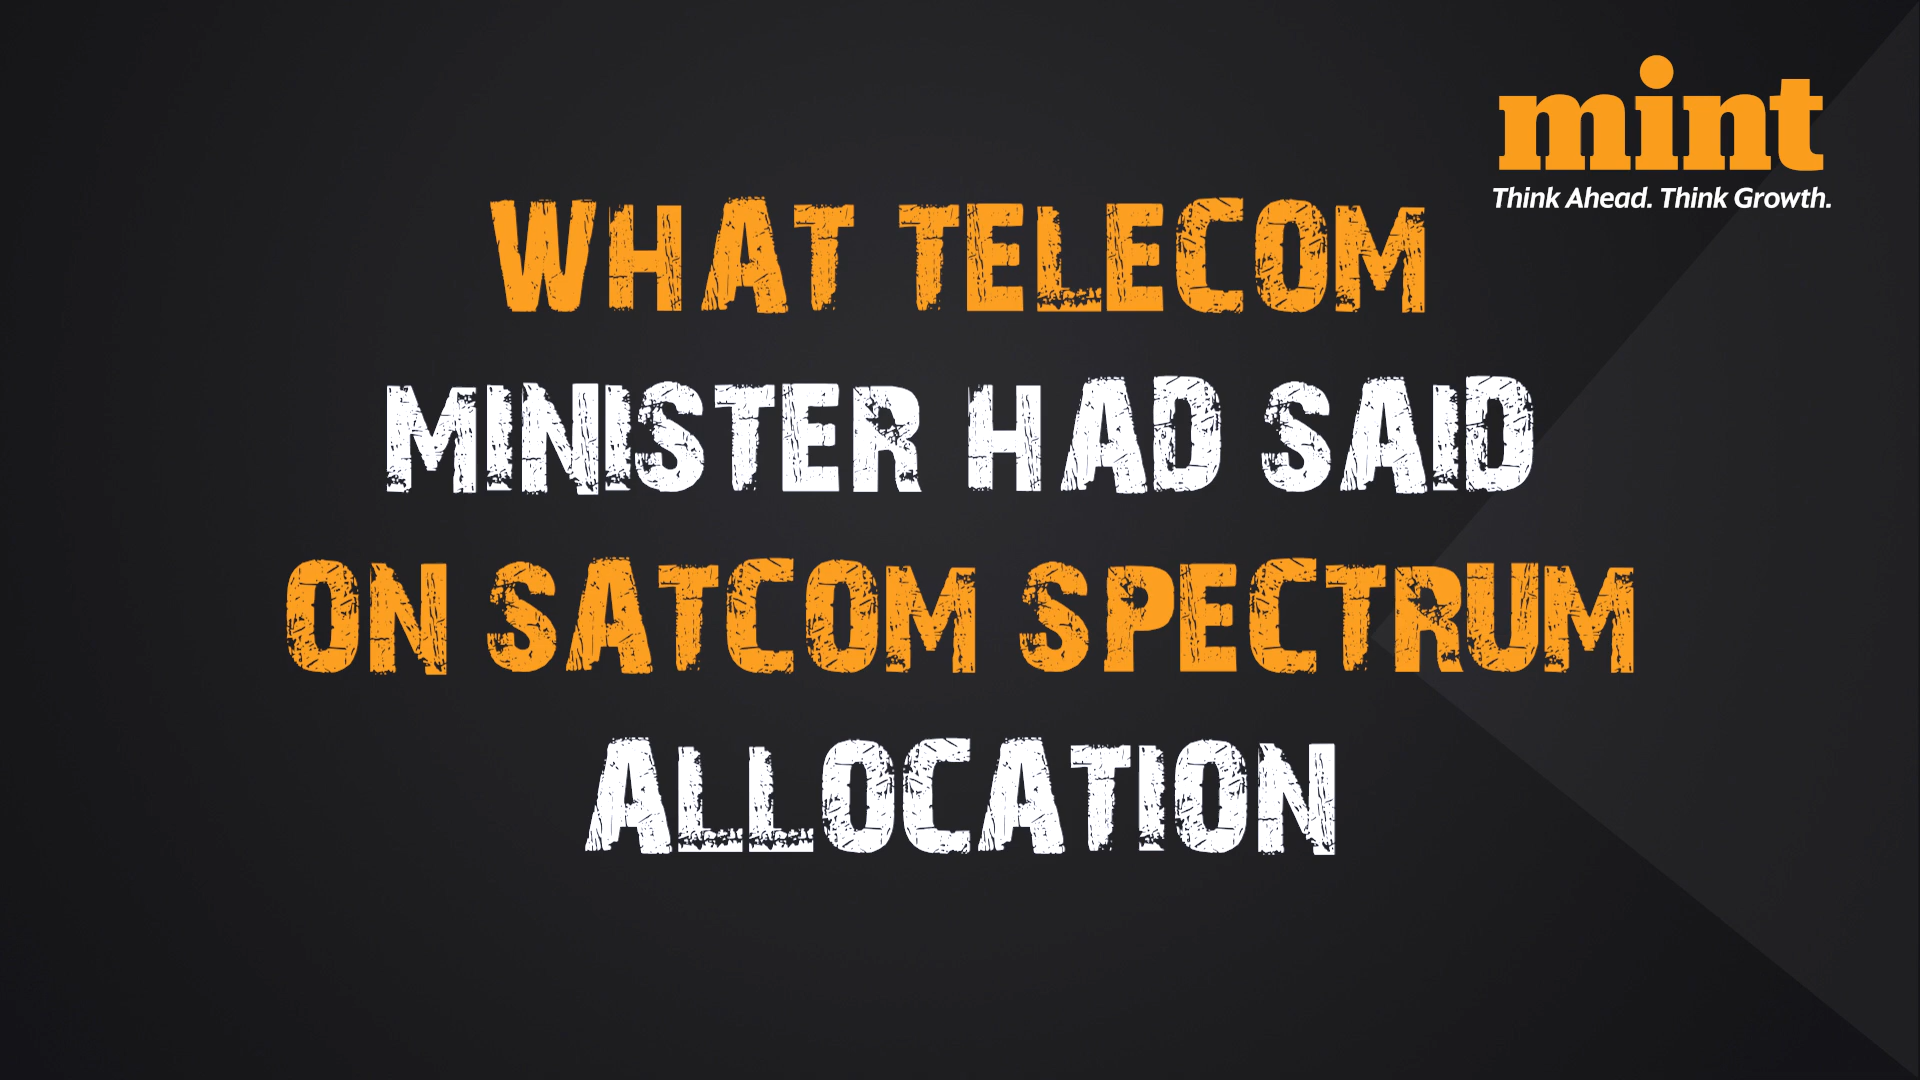 mint
Think Ahead. Think Growth.
WHAT TELECOM
MINISTER HAD SAID
ON SATCOM SPECTRUM
ALLOCATION